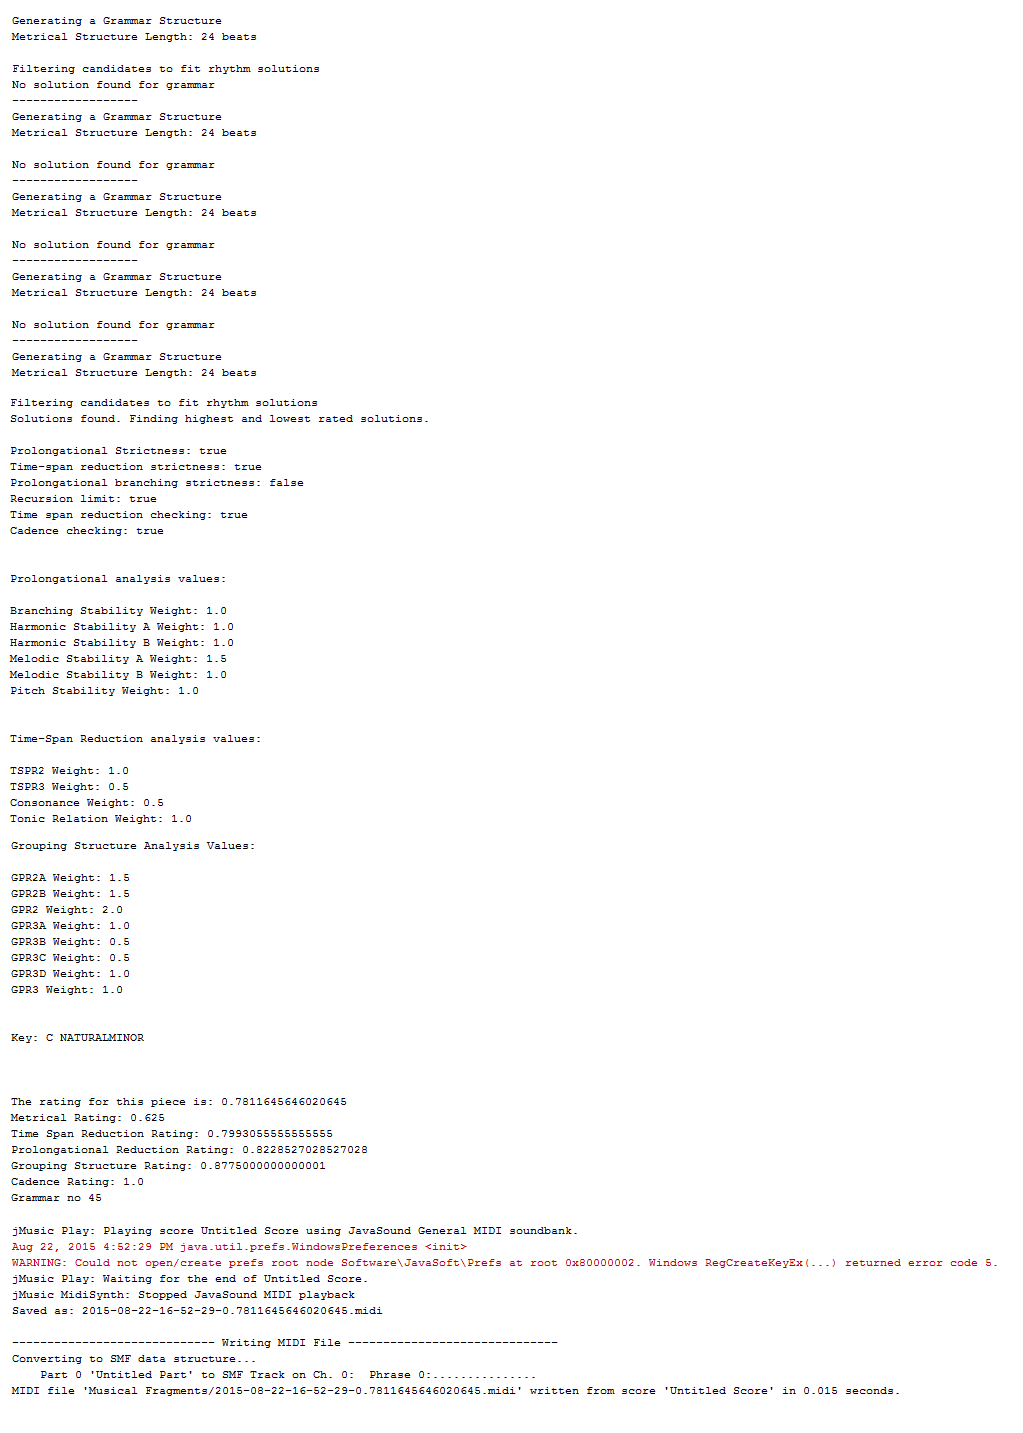 Generating a Grammar Structure
Metrical Structure Length: 24 beats
Filtering candidates to fit rhythm solutions
No solution found for grammar
------------------
Generating a Grammar Structure
Metrical Structure Length: 24 beats
No solution found for grammar
------------------
Generating a Grammar Structure
Metrical Structure Length: 24 beats
No solution found for grammar
------------------
Generating a Grammar Structure
Metrical Structure Length: 24 beats
No solution found for grammar
------------------
Generating a Grammar Structure
Metrical Structure Length: 24 beats
Filtering candidates to fit rhythm solutions
Solutions found. Finding highest and lowest rated solutions.
Prolongational Strictness: true
Time-span reduction strictness: true
Prolongational branching strictness: false
Recursion limit: true
Time span reduction checking: true
Cadence checking: true
Prolongational analysis values:
Branching Stability Weight: 1.0
Harmonic Stability A Weight: 1.0
Harmonic Stability B Weight: 1.0
Melodic Stability A Weight: 1.5
Melodic Stability B Weight: 1.0
Pitch Stability Weight: 1.0
Time-Span Reduction analysis values:
TSPR2 Weight: 1.0
TSPR3 Weight: 0.5
Consonance Weight: 0.5
Tonic Relation Weight: 1.0
Grouping Structure Analysis Values:
GPR2A Weight: 1.5
GPR2B Weight: 1.5
GPR2 Weight: 2.0
GPR3A Weight: 1.0
GPR3B Weight: 0.5
GPR3C Weight: 0.5
GPR3D Weight: 1.0
GPR3 Weight: 1.0
Key: C NATURALMINOR
The rating for this piece is: 0.7811645646020645
Metrical Rating: 0.625
Time Span Reduction Rating: 0.7993055555555555
Prolongational Reduction Rating: 0.8228527028527028
Grouping Structure Rating: 0.8775000000000001
Cadence Rating: 1.0
Grammar no 45
jMusic Play: Playing score Untitled Score using JavaSound General MIDI soundbank.
Aug 22, 2015 4:52:29 PM java.util.prefs.WindowsPreferences <init>
WARNING: Could not open/create prefs root node Software\JavaSoft\Prefs at root 0x80000002. Windows RegCreateKeyEx(...) returned error code 5.
jMusic Play: Waiting for the end of Untitled Score.
jMusic MidiSynth: Stopped JavaSound MIDI playback
Saved as: 2015-08-22-16-52-29-0.7811645646020645.midi
----------------------------- Writing MIDI File ------------------------------
Converting to SMF data structure...
    Part 0 'Untitled Part' to SMF Track on Ch. 0:  Phrase 0:...............
MIDI file 'Musical Fragments/2015-08-22-16-52-29-0.7811645646020645.midi' written from score 'Untitled Score' in 0.015 seconds.